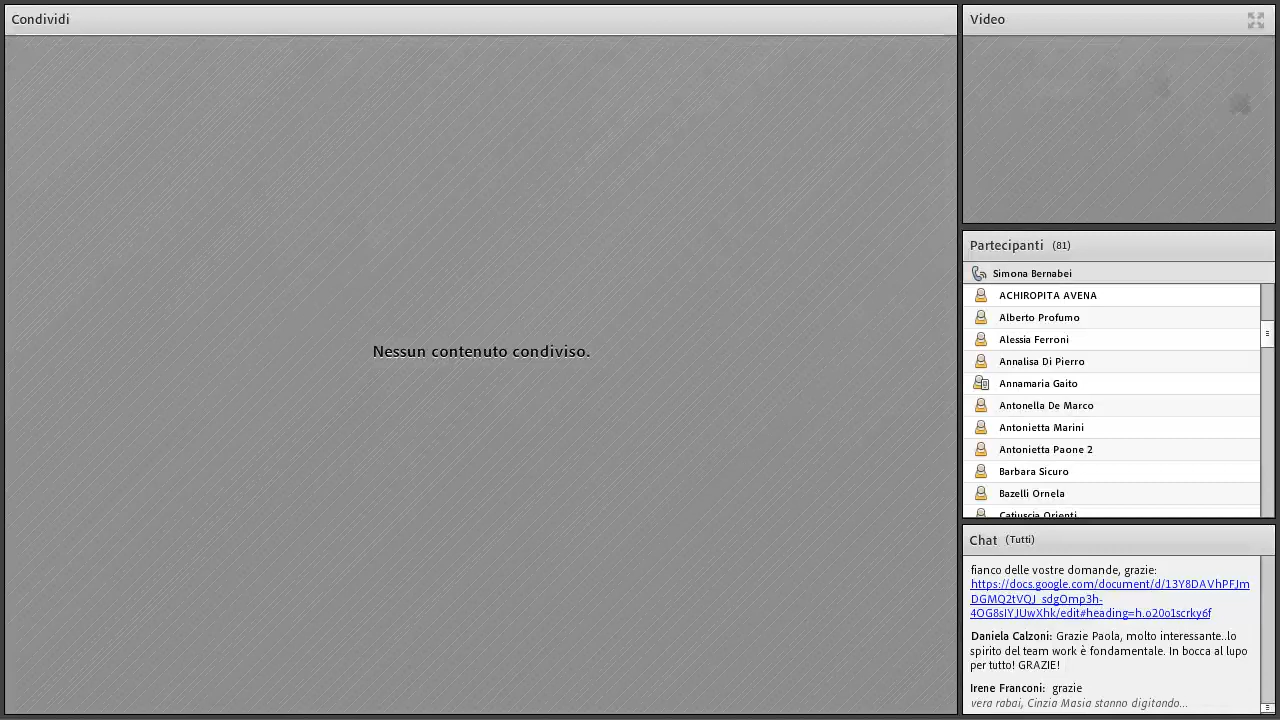 Condividi
Nessun contenuto condiviso.
Video
Partecipanti (81)
Simona Bernabei
ACHIROPITA AVENA
Alberto Profumo
Alessia Ferroni
Annalisa Di Pierro
Annamaria Gaito
Antonella De Marco
Antonietta Marini
Antonietta Paone 2
Barbara Sicuro
Bazelli Ornela
Catiuscia Orienti
Chat (Tutti)
fianco delle vostre domande, grazie:
https://docs.google.com/document/d/13Y8DAVhPFJm
DGMQ2tVQJ_sdgOmp3h-
4OG8sIYJUwXhk/edit#heading=h.o20o1scrky6f
Daniela Calzoni: Grazie Paola, molto interessante..lo
spirito del team work è fondamentale. In bocca al lupo
per tutto! GRAZIE!
Irene Franconi: grazie
vera rabai, Cinzia Masia stanno digitando...